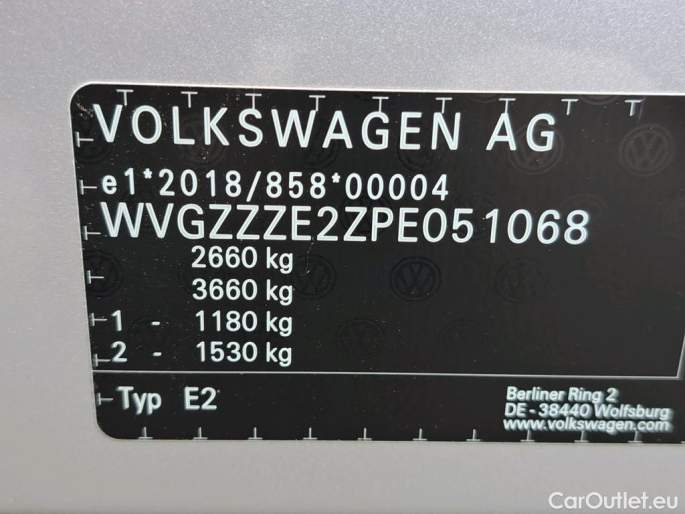 VOLKSWAGEN AG
e1*2018/858*00004
WVGZZZE2ZPE051068
2660 kg
3660 kg
1 - 1180 kg
2 - 1530 kg
Typ E2
Berliner Ring 2
DE - 38440 Wolfsburg
www.volkswagen.com
CarOutlet.eu